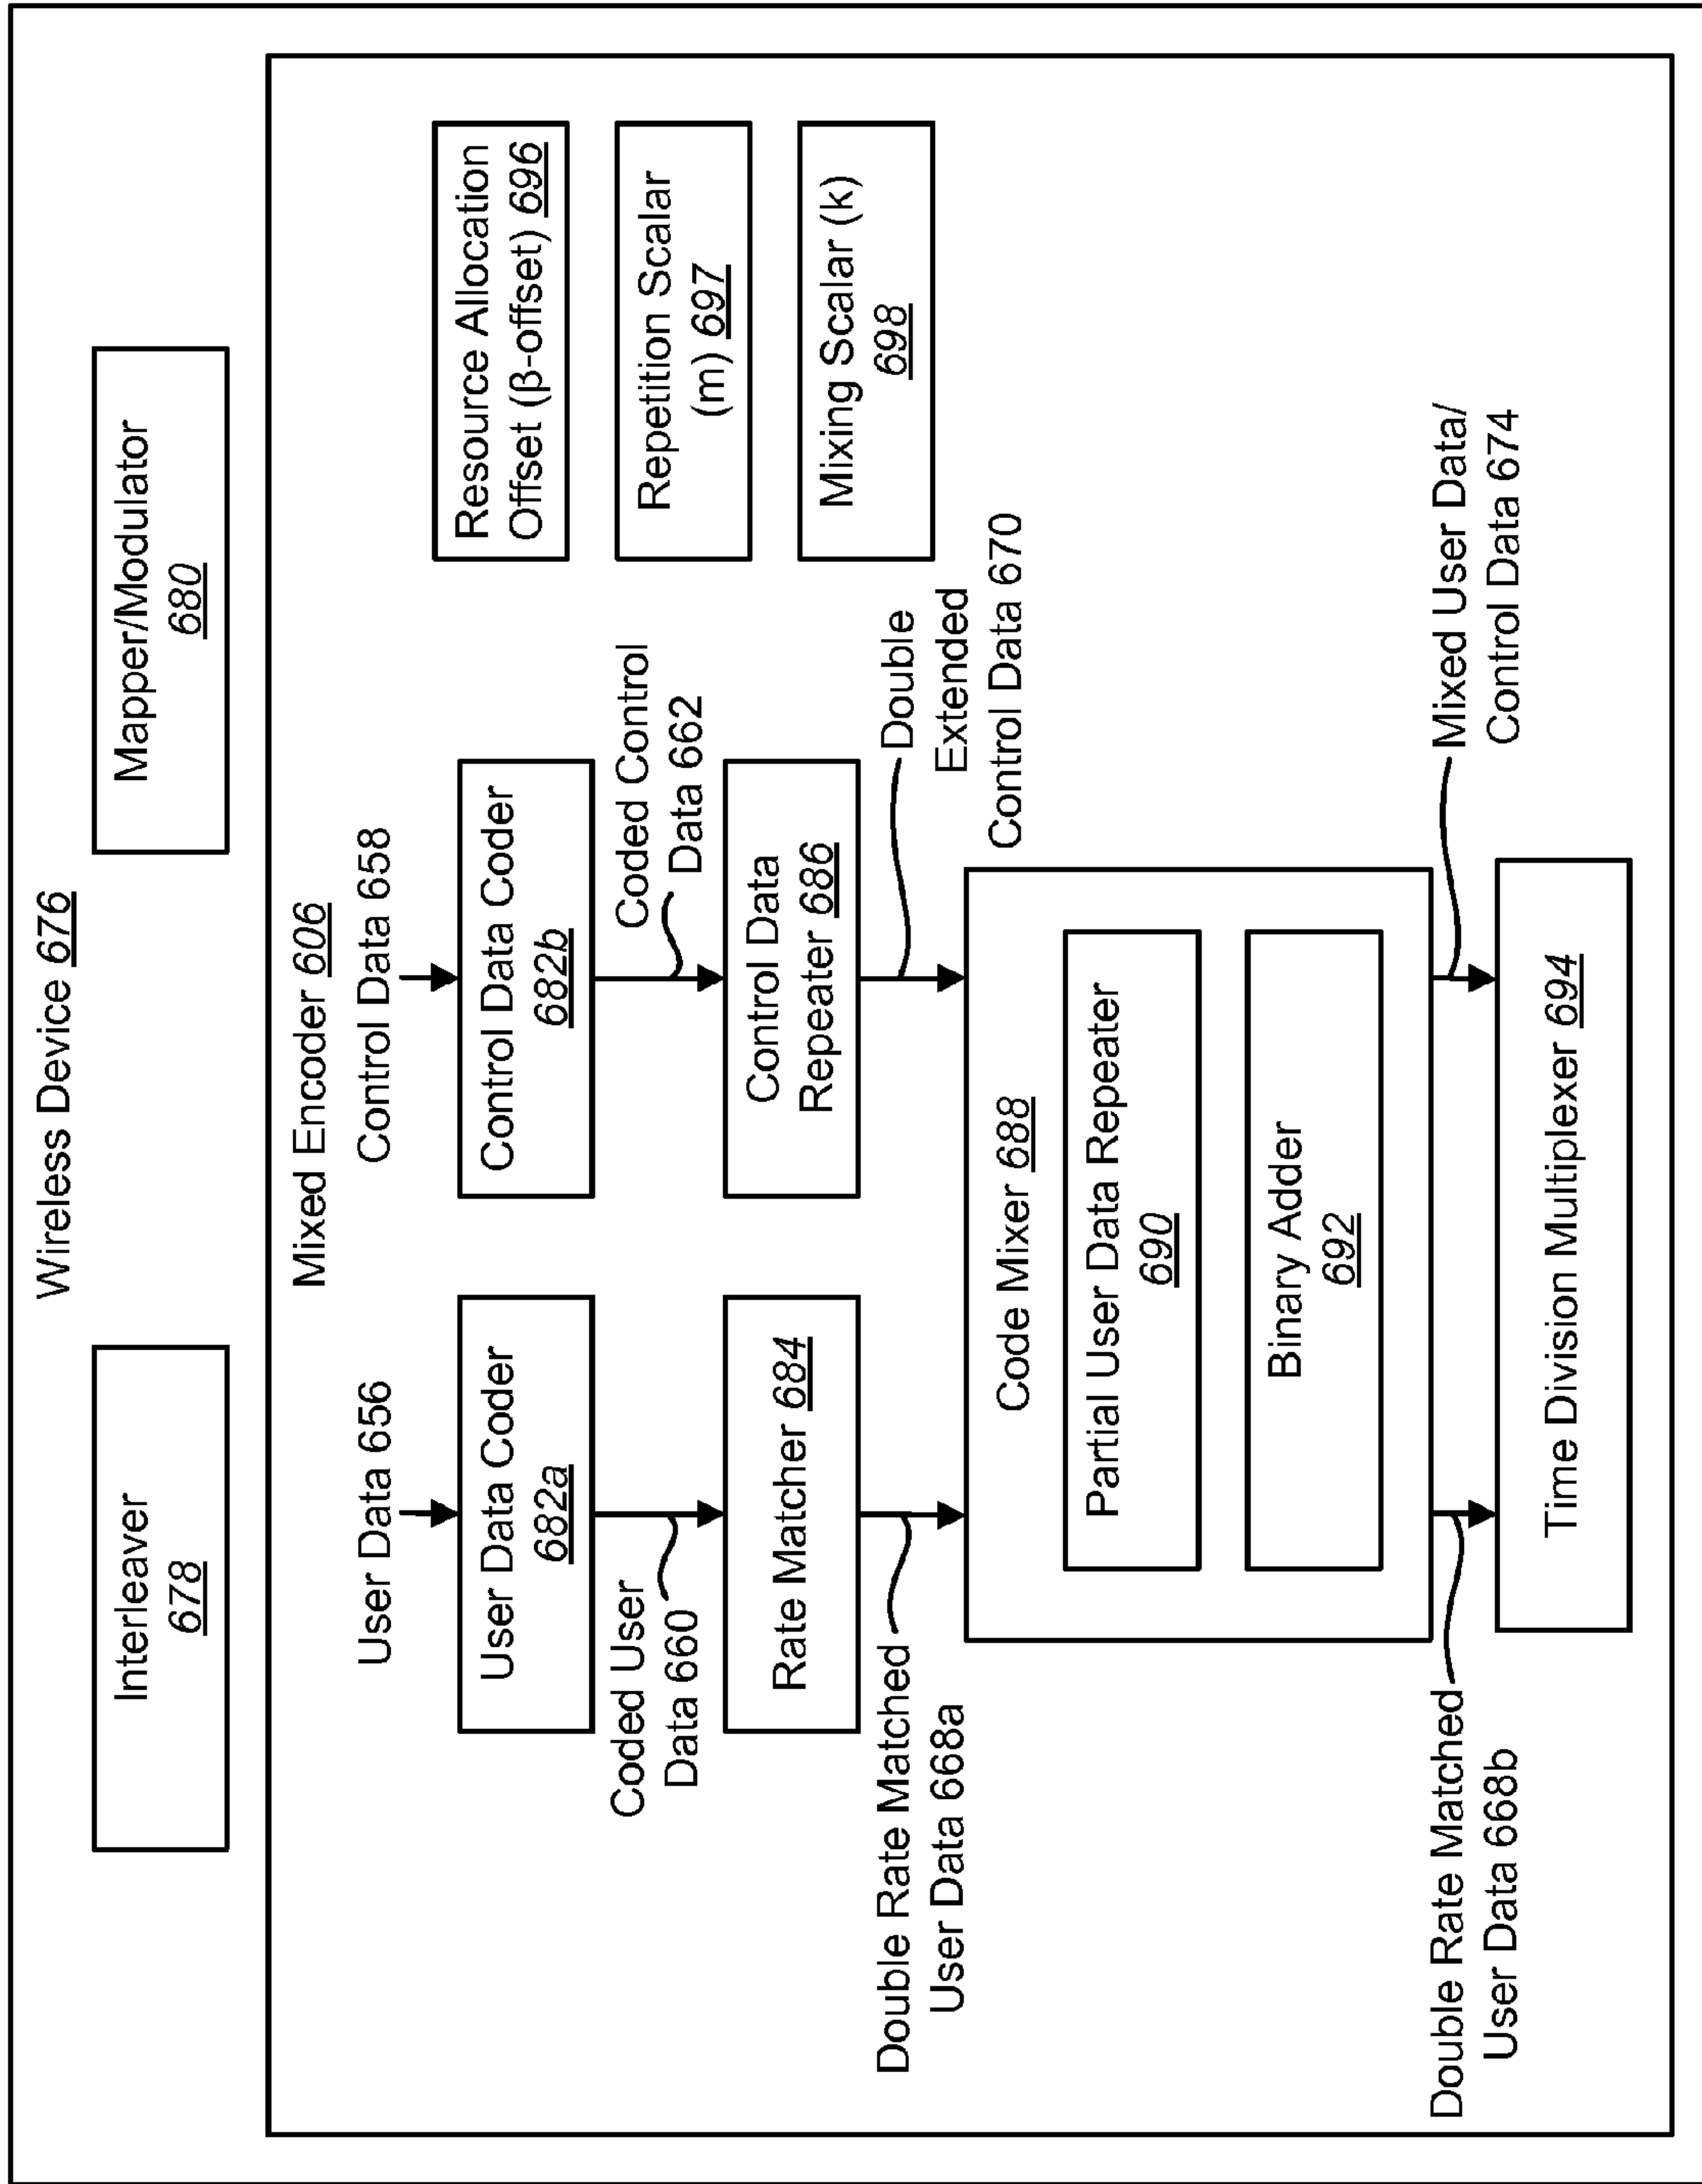 Wireless Device 676
Interleaver
678
Mapper/Modulator
680
Mixed Encoder 606
User Data 656
Control Data 658
User Data Coder
682a
Control Data Coder
682b
Resource Allocation
Offset (β-offset) 696
Coded User
Data 660
Coded Control
Data 662
Repetition Scalar
(m) 697
Rate Matcher 684
Control Data
Repeater 686
Mixing Scalar (k)
698
Double Rate Matched
User Data 668a
Double
Extended
Control Data 670
Code Mixer 688
Partial User Data Repeater
690
Binary Adder
692
Double Rate Matched
User Data 668b
Mixed User Data/
Control Data 674
Time Division Multiplexer 694